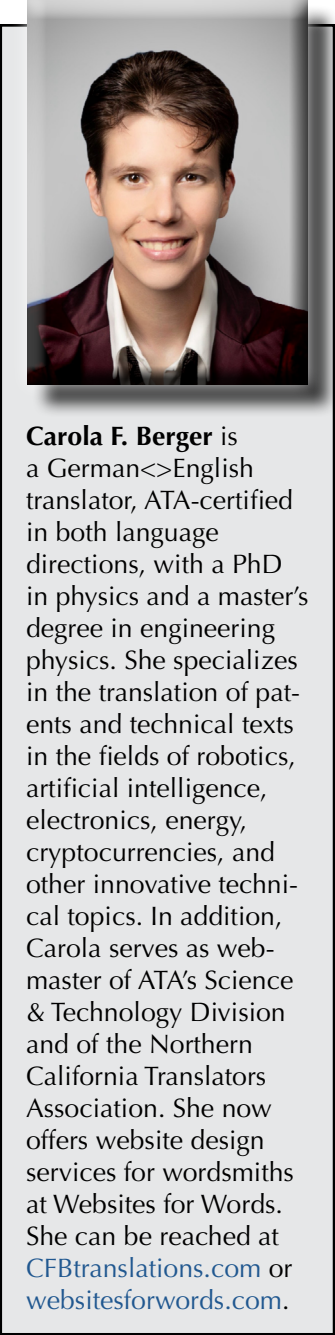 Carola F. Berger is
a German<>English
translator, ATA-certified
in both language
directions, with a PhD
in physics and a master’s
degree in engineering
physics. She specializes
in the translation of pat-
ents and technical texts
in the fields of robotics,
artificial intelligence,
electronics, energy,
cryptocurrencies, and
other innovative techni-
cal topics. In addition,
Carola serves as web-
master of ATA’s Science
& Technology Division
and of the Northern
California Translators
Association. She now
offers website design
services for wordsmiths
at Websites for Words.
She can be reached at
CFBtranslations.com or
websitesforwords.com.